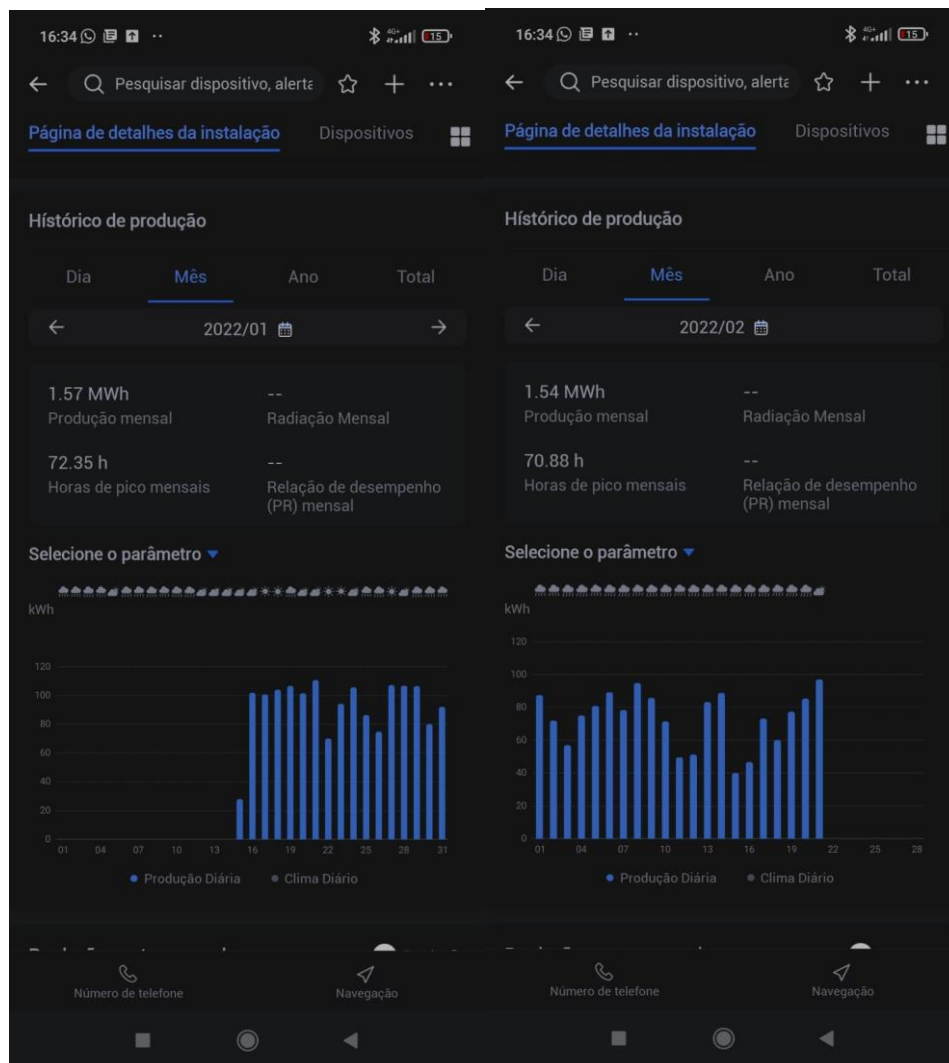 16:34
4G+
15
Pesquisar dispositivo, alerta
Página de detalhes da instalação
Dispositivos
Hístórico de produção
Dia
Mês
Ano
Total
2022/01
1.57 MWh
--
Produção mensal
Radiação Mensal
72.35 h
--
Horas de pico mensais
Relação de desempenho
(PR) mensal
Selecione o parâmetro
kWh
120
100
80
60
40
20
0
01 04 07 10 13 16 19 22 25 28 31
Produção Diária
Clima Diário
Número de telefone
Navegação
16:34
4G+
15
Pesquisar dispositivo, alerta
Página de detalhes da instalação
Dispositivos
Hístórico de produção
Dia
Mês
Ano
Total
2022/02
1.54 MWh
--
Produção mensal
Radiação Mensal
70.88 h
--
Horas de pico mensais
Relação de desempenho
(PR) mensal
Selecione o parâmetro
kWh
120
100
80
60
40
20
0
01 04 07 10 13 16 19 22 25 28
Produção Diária
Clima Diário
Número de telefone
Navegação